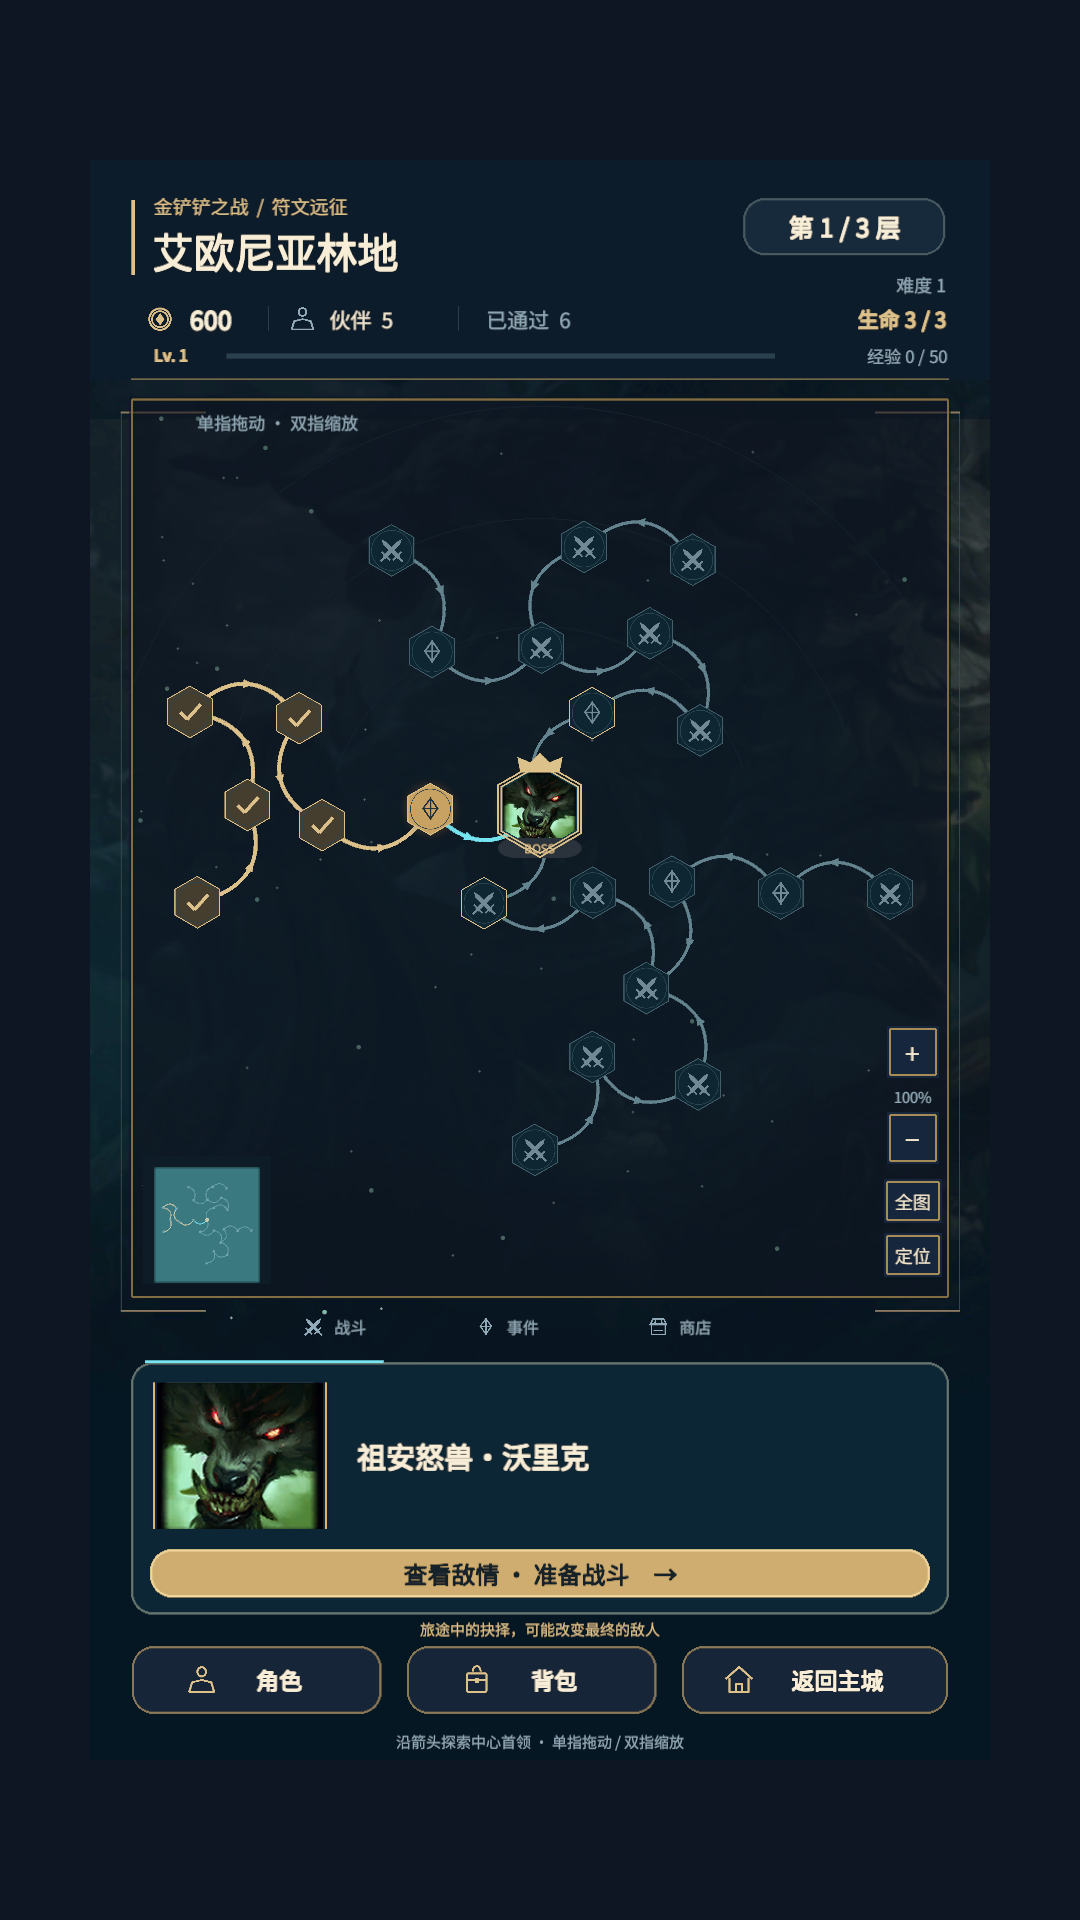 金铲铲之战 / 符文远征
艾欧尼亚林地
第 1 / 3 层
难度 1
600
伙伴 5
已通过 6
生命 3 / 3
Lv. 1
经验 0 / 50
单指拖动 · 双指缩放
BOSS
+
100%
−
全图
定位
战斗
事件
商店
祖安怒兽·沃里克
查看敌情 · 准备战斗 →
旅途中的抉择，可能改变最终的敌人
角色
背包
返回主城
沿箭头探索中心首领 · 单指拖动 / 双指缩放